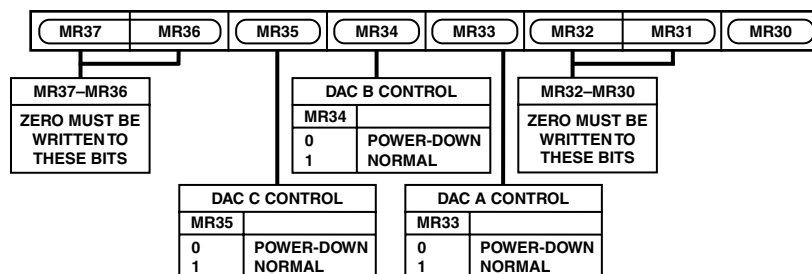 MR37 MR36 MR35 MR34 MR33 MR32 MR31 MR30
MR37–MR36
ZERO MUST BE
WRITTEN TO
THESE BITS
DAC B CONTROL
MR34
0 POWER-DOWN
1 NORMAL
MR32–MR30
ZERO MUST BE
WRITTEN TO
THESE BITS
DAC C CONTROL
MR35
0 POWER-DOWN
1 NORMAL
DAC A CONTROL
MR33
0 POWER-DOWN
1 NORMAL